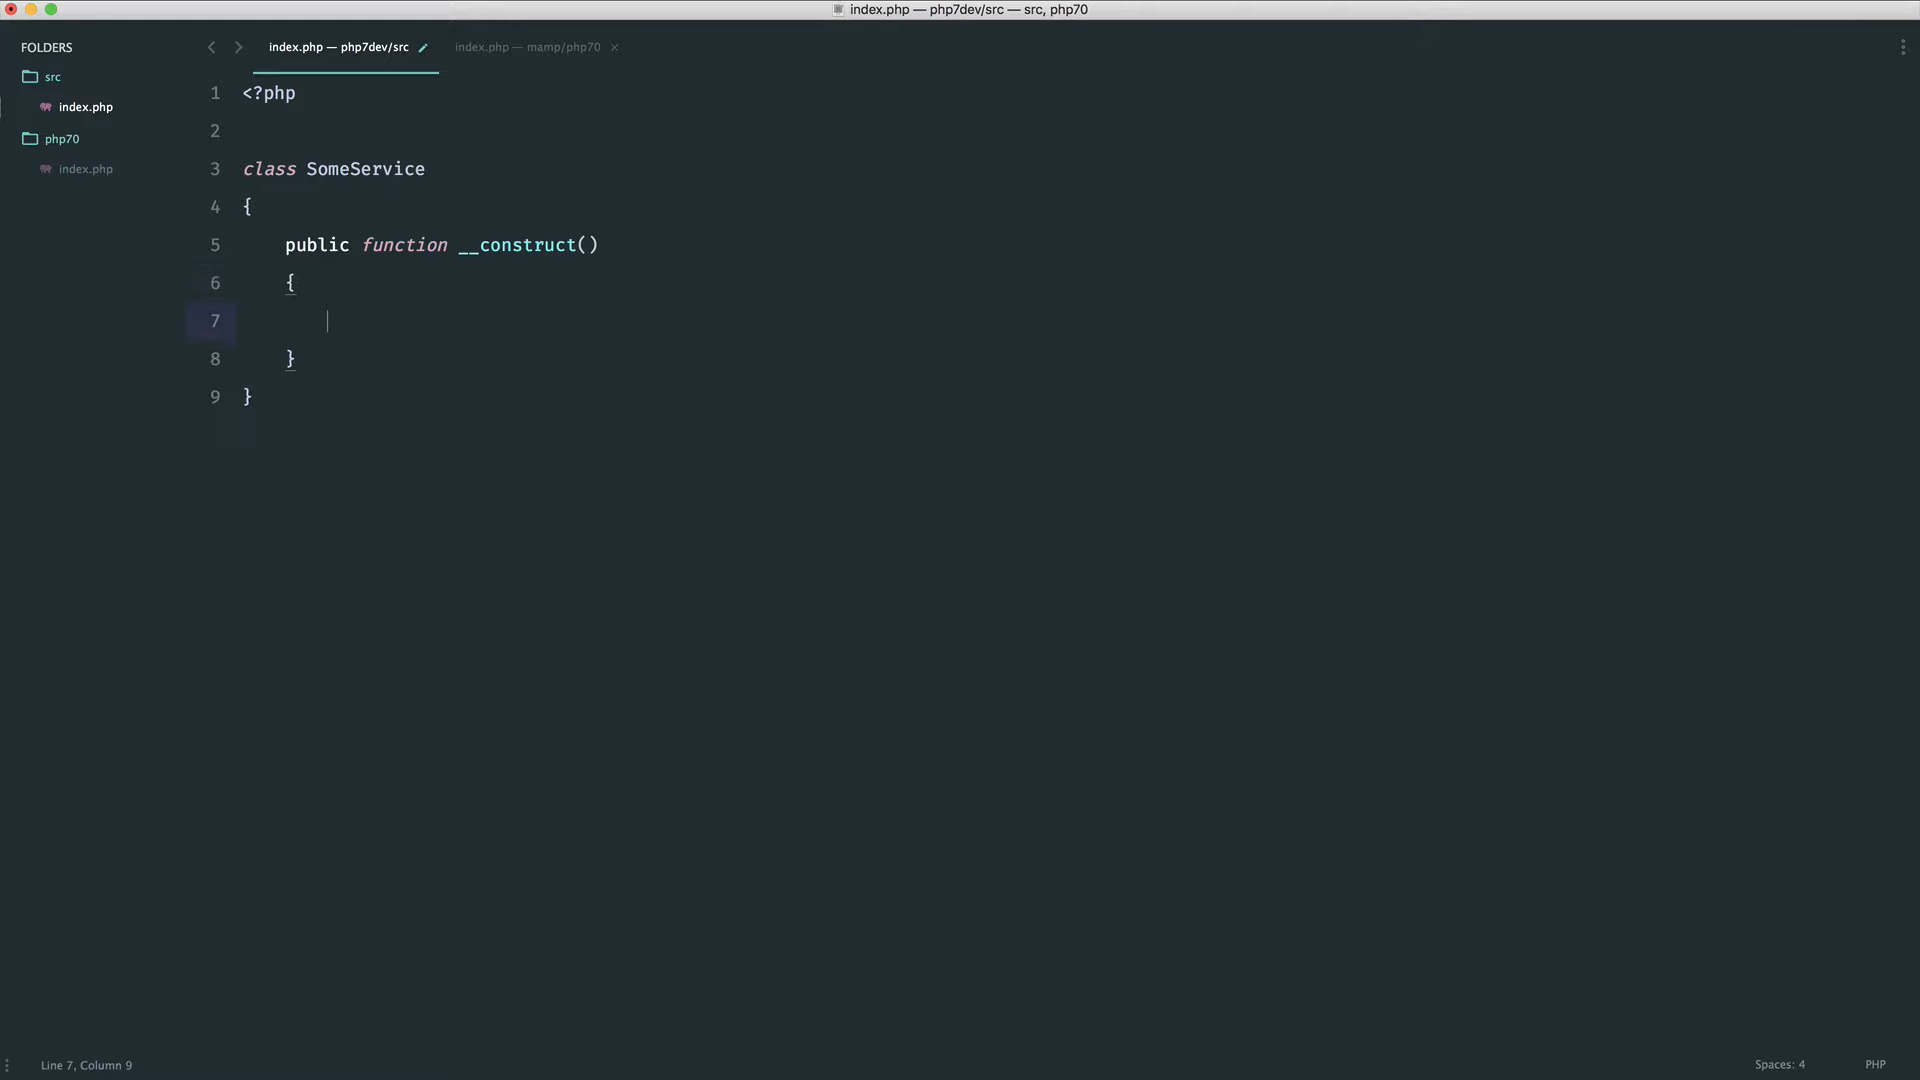 index.php — php7dev/src — src, php70
FOLDERS
src
index.php
php70
index.php
index.php — php7dev/src
index.php — mamp/php70 ×
1 <?php
2
3 class SomeService
4 {
5     public function __construct()
6     {
7
8     }
9 }
Line 7, Column 9
Spaces: 4
PHP